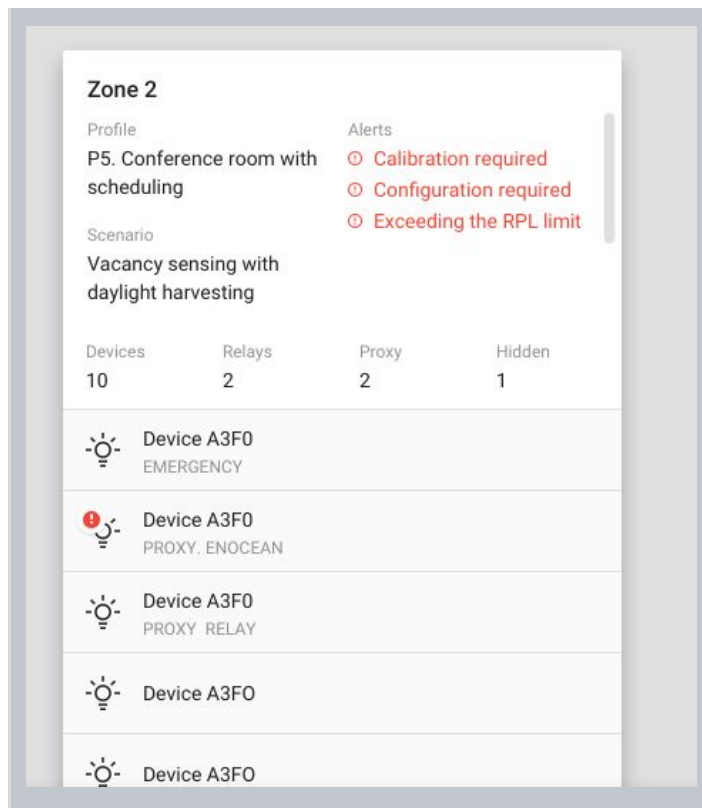 Zone 2
Profile
P5. Conference room with
scheduling
Scenario
Vacancy sensing with
daylight harvesting
Alerts
Calibration required
Configuration required
Exceeding the RPL limit
Devices Relays Proxy Hidden
10 2 2 1
Device A3F0
EMERGENCY
Device A3F0
PROXY. ENOCEAN
Device A3F0
PROXY RELAY
Device A3FO
Device A3FO